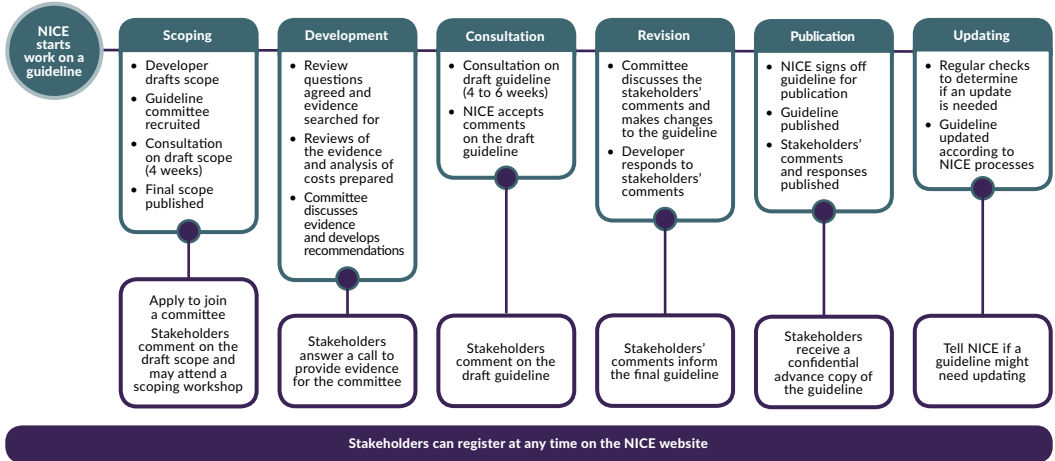 NICE
starts
work on a
guideline
Scoping
• Developer
drafts scope
• Guideline
committee
recruited
• Consultation
on draft scope
(4 weeks)
• Final scope
published
Apply to join
a committee
Stakeholders
comment on the
draft scope and
may attend a
scoping workshop
Development
• Review
questions
agreed and
evidence
searched for
• Reviews of
the evidence
and analysis of
costs prepared
• Committee
discusses
evidence
and develops
recommendations
Stakeholders
answer a call to
provide evidence
for the committee
Consultation
• Consultation on
draft guideline
(4 to 6 weeks)
• NICE accepts
comments
on the draft
guideline
Stakeholders
comment on the
draft guideline
Revision
• Committee
discusses the
stakeholders’
comments and
makes changes
to the guideline
• Developer
responds to
stakeholders’
comments
Stakeholders’
comments inform
the final guideline
Publication
• NICE signs off
guideline for
publication
• Guideline
published
• Stakeholders’
comments
and responses
published
Stakeholders
receive a
confidential
advance copy of
the guideline
Updating
• Regular checks
to determine
if an update
is needed
• Guideline
updated
according to
NICE processes
Tell NICE if a
guideline might
need updating
Stakeholders can register at any time on the NICE website